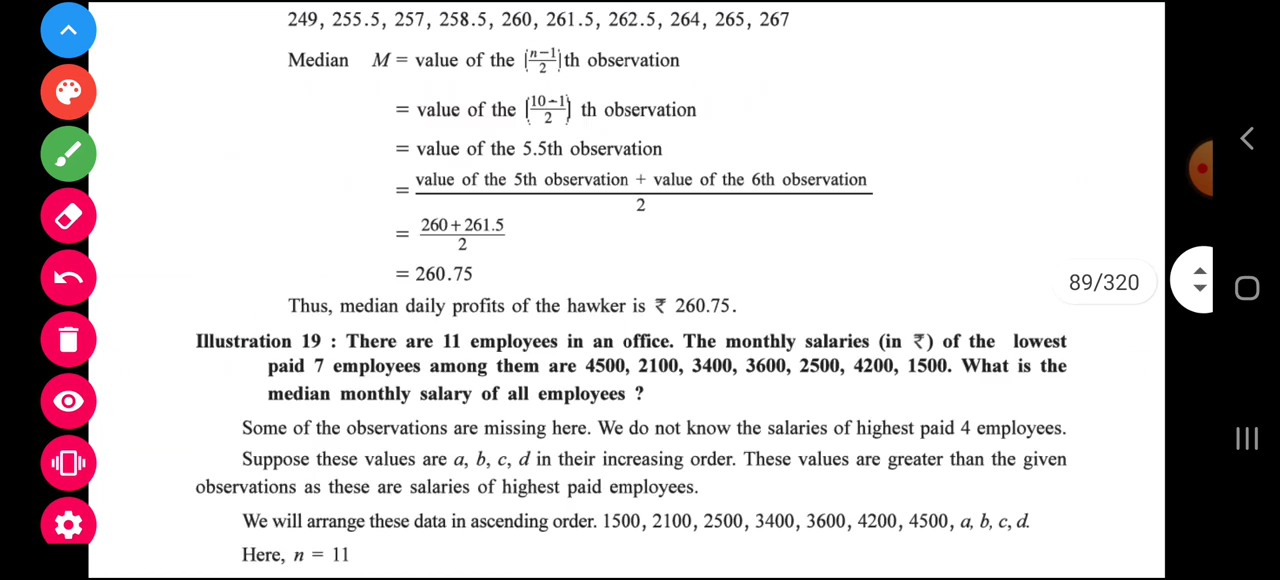 249, 255.5, 257, 258.5, 260, 261.5, 262.5, 264, 265, 267
Median M = value of the (n−1/2)th observation
= value of the (10−1/2) th observation
= value of the 5.5th observation
= value of the 5th observation + value of the 6th observation / 2
= 260+261.5 / 2
= 260.75
89/320
Thus, median daily profits of the hawker is ₹ 260.75.
Illustration 19 : There are 11 employees in an office. The monthly salaries (in ₹) of the lowest
paid 7 employees among them are 4500, 2100, 3400, 3600, 2500, 4200, 1500. What is the
median monthly salary of all employees ?
Some of the observations are missing here. We do not know the salaries of highest paid 4 employees.
Suppose these values are a, b, c, d in their increasing order. These values are greater than the given
observations as these are salaries of highest paid employees.
We will arrange these data in ascending order. 1500, 2100, 2500, 3400, 3600, 4200, 4500, a, b, c, d.
Here, n = 11